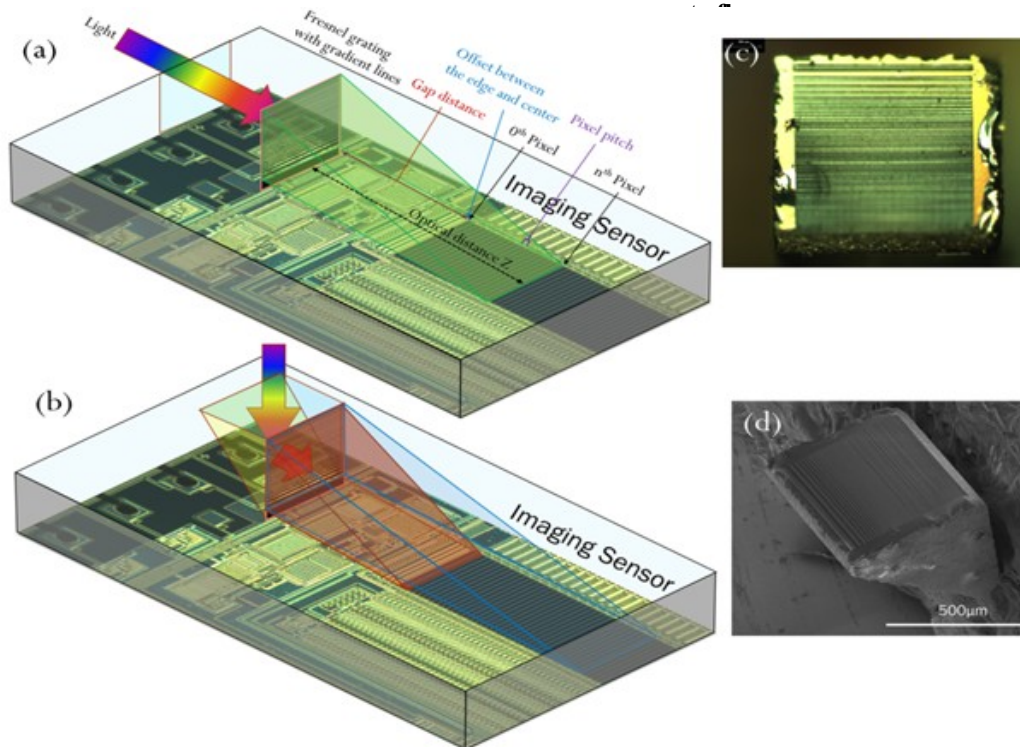 (a)
Light
Fresnel grating
with gradient lines
Gap distance
Offset between
the edge and center
Pixel pitch
0th Pixel
nth Pixel
Imaging Sensor
Optical distance Z
(b)
Imaging Sensor
(c)
(d)
500µm